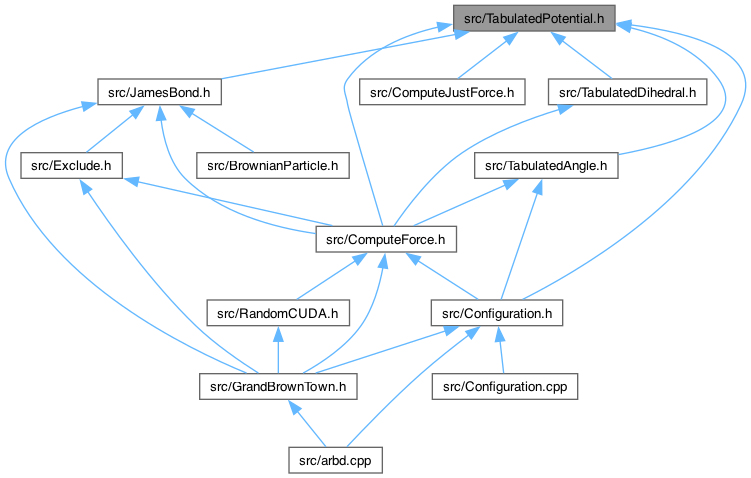 src/TabulatedPotential.h
src/JamesBond.h
src/ComputeJustForce.h
src/TabulatedDihedral.h
src/Exclude.h
src/BrownianParticle.h
src/TabulatedAngle.h
src/ComputeForce.h
src/RandomCUDA.h
src/Configuration.h
src/GrandBrownTown.h
src/Configuration.cpp
src/arbd.cpp